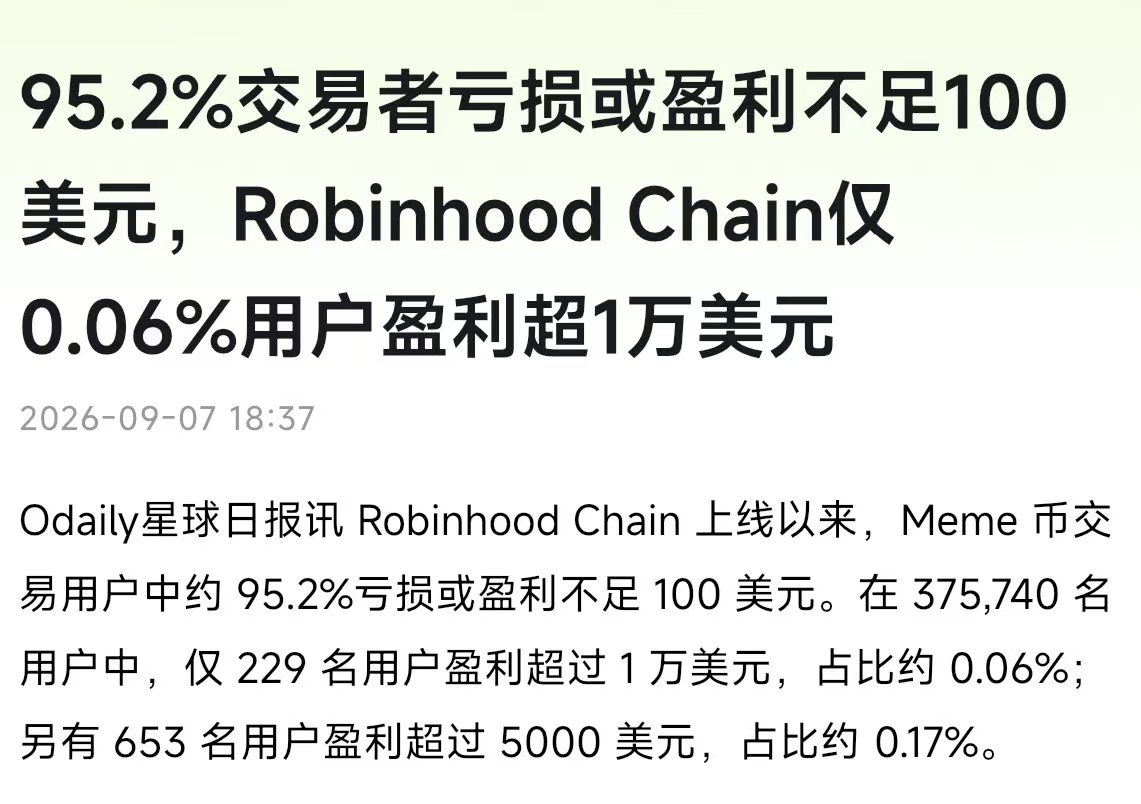 95.2%交易者亏损或盈利不足100
美元，Robinhood Chain仅
0.06%用户盈利超1万美元
2026-09-07 18:37
Odaily星球日报讯 Robinhood Chain 上线以来，Meme 币交
易用户中约 95.2%亏损或盈利不足 100 美元。在 375,740 名
用户中，仅 229 名用户盈利超过 1 万美元，占比约 0.06%；
另有 653 名用户盈利超过 5000 美元，占比约 0.17%。